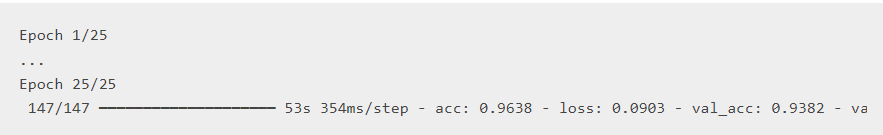 Epoch 1/25
...
Epoch 25/25
147/147 ━━━━━━━━━━━━━━━━━━━━ 53s 354ms/step - acc: 0.9638 - loss: 0.0903 - val_acc: 0.9382 - va